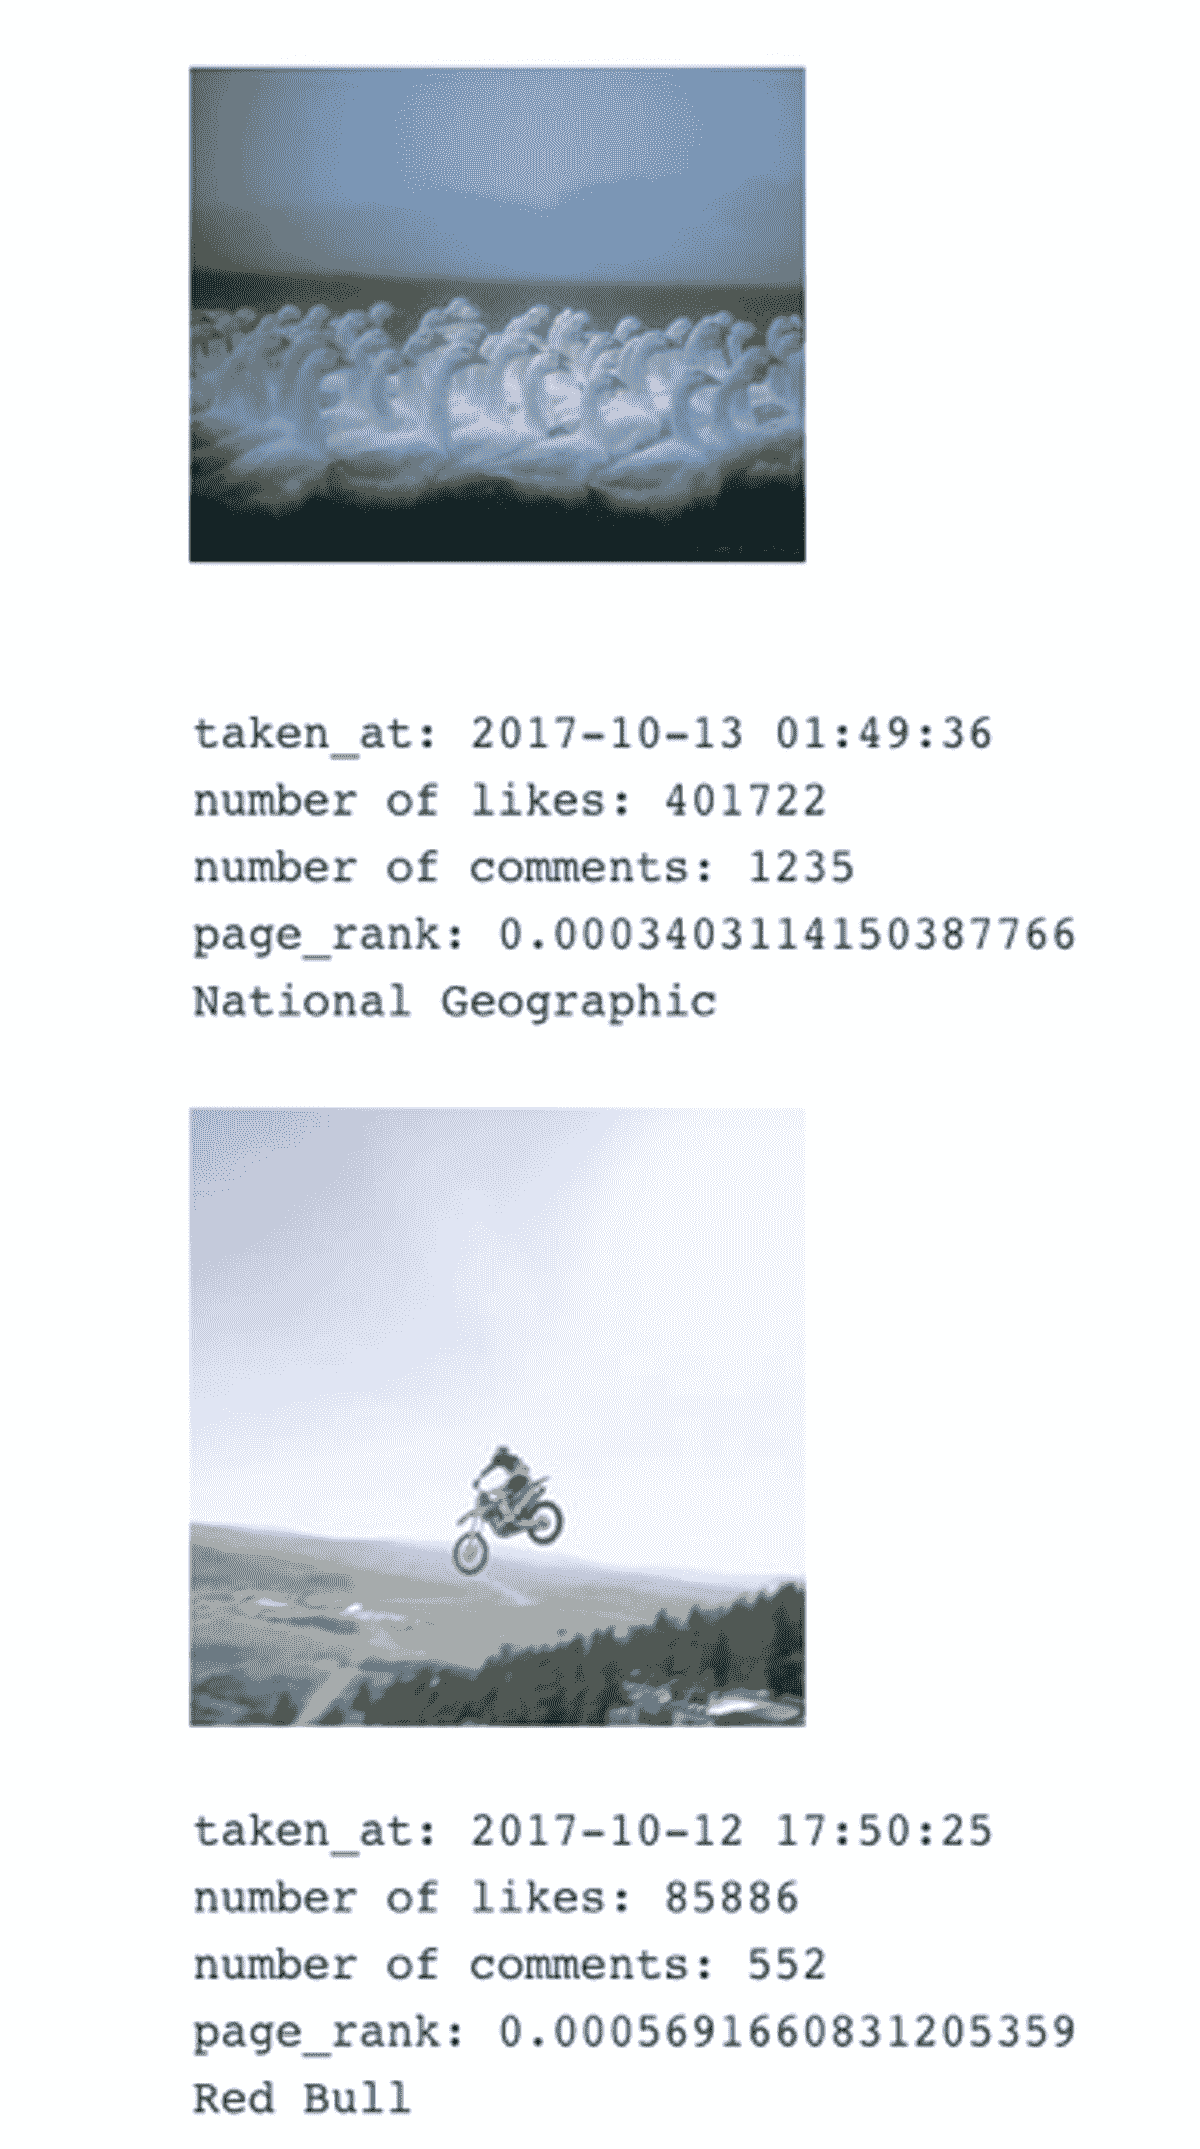 taken_at: 2017-10-13 01:49:36
number of likes: 401722
number of comments: 1235
page_rank: 0.0003403114150387766
National Geographic
taken_at: 2017-10-12 17:50:25
number of likes: 85886
number of comments: 552
page_rank: 0.0005691660831205359
Red Bull